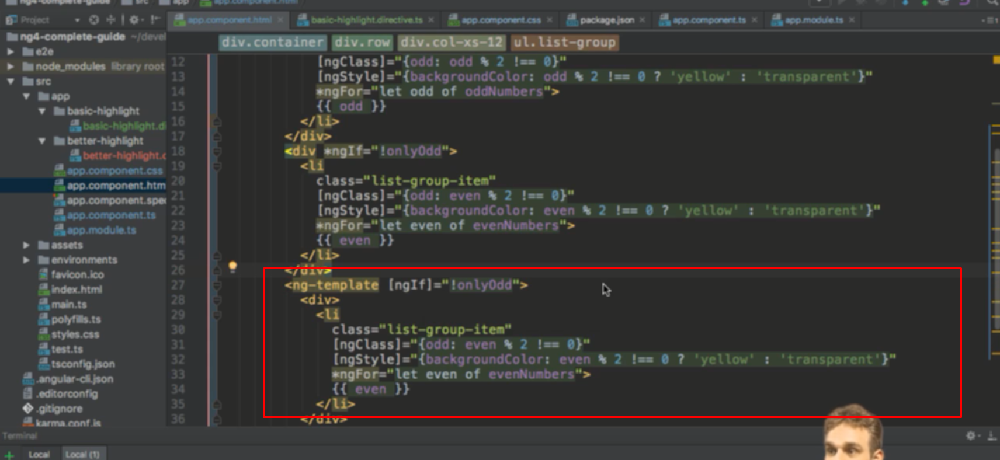 ng4-complete-guide src app app.component.html
Project
app.component.html
basic-highlight.directive.ts
app.component.css
package.json
app.component.ts
app.module.ts
ng4-complete-guide ~/devel
e2e
node_modules library root
src
app
basic-highlight
basic-highlight.di
better-highlight
better-highlight.c
app.component.css
app.component.htm
app.component.spec
app.component.ts
app.module.ts
assets
environments
favicon.ico
index.html
main.ts
polyfills.ts
styles.css
test.ts
tsconfig.json
.angular-cli.json
.editorconfig
.gitignore
karma.conf.js
div.container div.row div.col-xs-12 ul.list-group
12 [ngClass]="{odd: odd % 2 !== 0}"
13 [ngStyle]="{backgroundColor: odd % 2 !== 0 ? 'yellow' : 'transparent'}"
14 *ngFor="let odd of oddNumbers">
15 {{ odd }}
16 </li>
17 </div>
18 <div *ngIf="!onlyOdd">
19 <li
20 class="list-group-item"
21 [ngClass]="{odd: even % 2 !== 0}"
22 [ngStyle]="{backgroundColor: even % 2 !== 0 ? 'yellow' : 'transparent'}"
23 *ngFor="let even of evenNumbers">
24 {{ even }}
25 </li>
26 </div>
27 <ng-template [ngIf]="!onlyOdd">
28 <div>
29 <li
30 class="list-group-item"
31 [ngClass]="{odd: even % 2 !== 0}"
32 [ngStyle]="{backgroundColor: even % 2 !== 0 ? 'yellow' : 'transparent'}"
33 *ngFor="let even of evenNumbers">
34 {{ even }}
35 </li>
36 </div>
Terminal
Local Local (1)